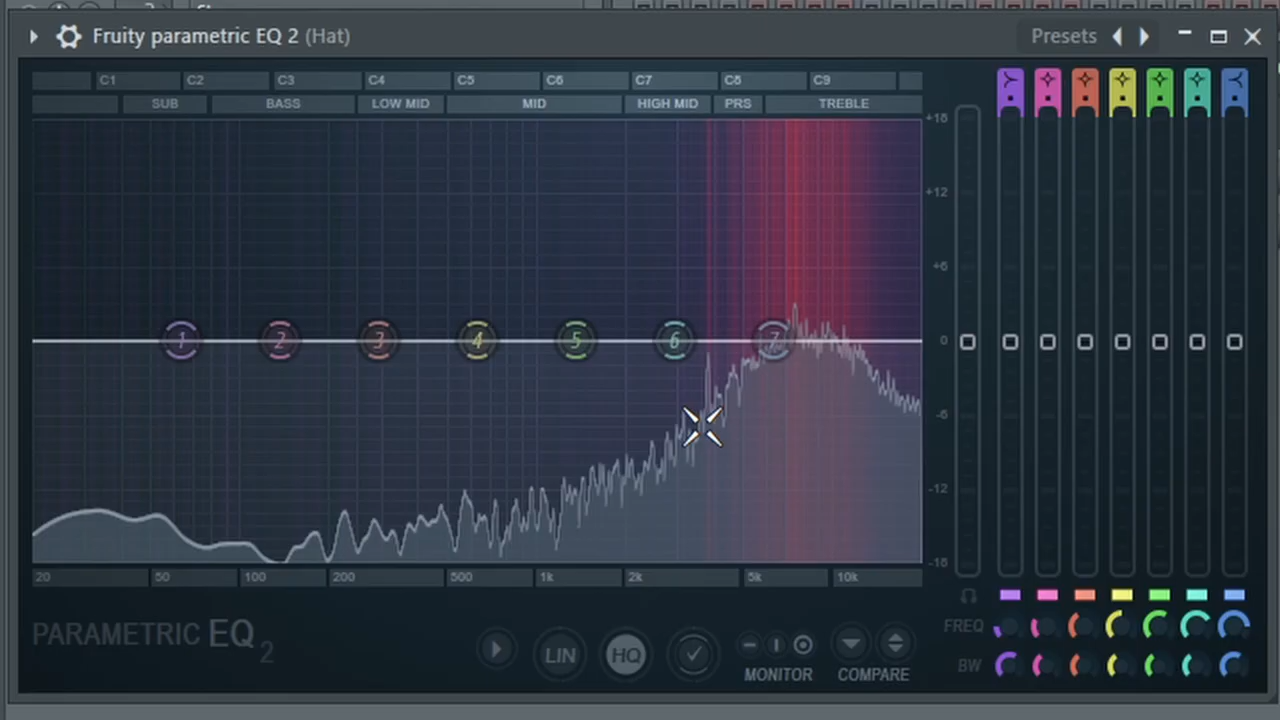 Fruity parametric EQ 2 (Hat) Presets
C1 C2 C3 C4 C5 C6 C7 C8 C9
SUB BASS LOW MID MID HIGH MID PRS TREBLE
+18
+12
+6
0
-6
-12
-18
1 2 3 4 5 6 7
20 50 100 200 500 1k 2k 5k 10k
PARAMETRIC EQ 2
LIN HQ
MONITOR COMPARE
FREQ
BW